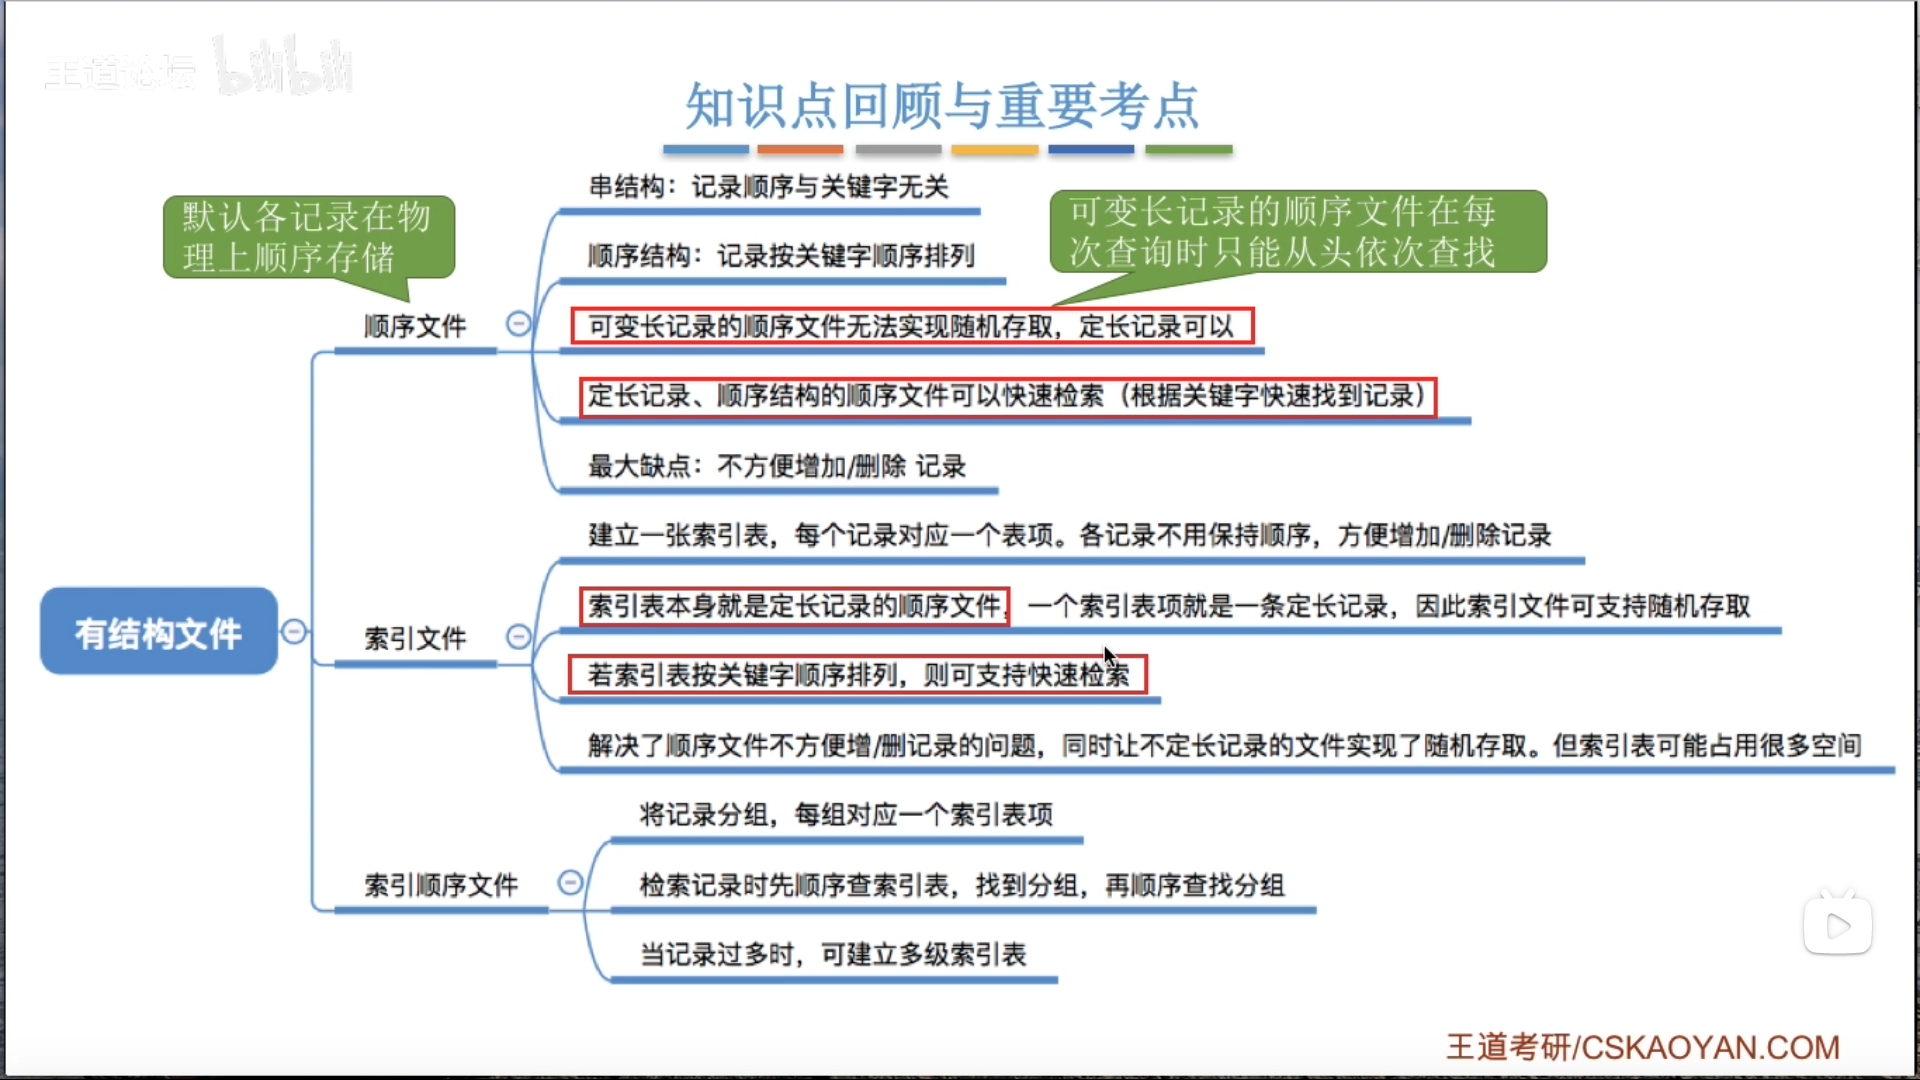 王道论坛 bilibili
知识点回顾与重要考点
默认各记录在物
理上顺序存储
可变长记录的顺序文件在每
次查询时只能从头依次查找
有结构文件
顺序文件
串结构：记录顺序与关键字无关
顺序结构：记录按关键字顺序排列
可变长记录的顺序文件无法实现随机存取，定长记录可以
定长记录、顺序结构的顺序文件可以快速检索（根据关键字快速找到记录）
最大缺点：不方便增加/删除 记录
索引文件
建立一张索引表，每个记录对应一个表项。各记录不用保持顺序，方便增加/删除记录
索引表本身就是定长记录的顺序文件，一个索引表项就是一条定长记录，因此索引文件可支持随机存取
若索引表按关键字顺序排列，则可支持快速检索
解决了顺序文件不方便增/删记录的问题，同时让不定长记录的文件实现了随机存取。但索引表可能占用很多空间
索引顺序文件
将记录分组，每组对应一个索引表项
检索记录时先顺序查索引表，找到分组，再顺序查找分组
当记录过多时，可建立多级索引表
王道考研/CSKAOYAN.COM